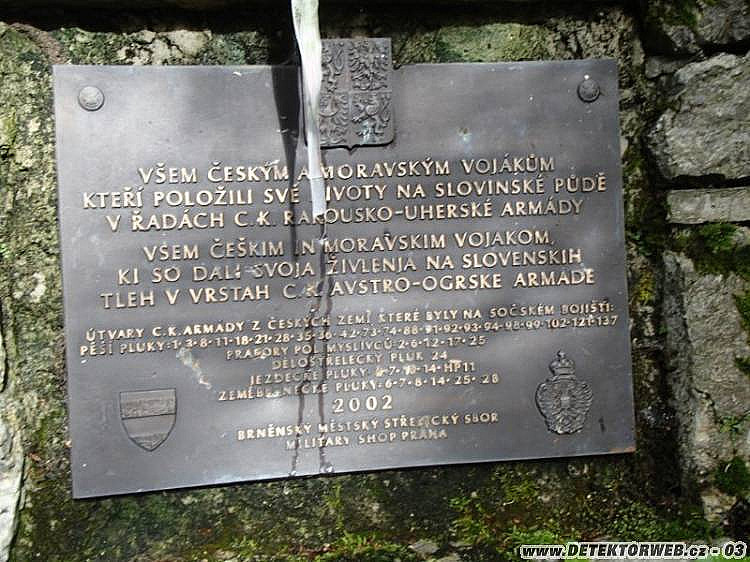 VŠEM ČESKÝM A MORAVSKÝM VOJÁKŮM
KTEŘÍ POLOŽILI SVÉ ŽIVOTY NA SLOVINSKÉ PŮDĚ
V ŘADÁCH C.K. RAKOUSKO-UHERSKÉ ARMÁDY
VSEM ČEŠKIM IN MORAVSKIM VOJAKOM,
KI SO DALI SVOJA ŽIVLENJA NA SLOVENSKIH
TLEH V VRSTAH C.K. AVSTRO-OGRSKE ARMADE
ÚTVARY C.K. ARMÁDY Z ČESKÝCH ZEMÍ KTERÉ BYLY NA SOČSKÉM BOJIŠTI:
PĚŠÍ PLUKY: 1-3-8-11-18-21-28-35-36-42-73-74-88-91-92-93-94-98-99-102-121-137
PRAPORY POL. MYSLIVCŮ: 2-6-12-17-25
DĚLOSTŘELECKÝ PLUK 24
JEZDECKÉ PLUKY: 14-HP11
ZEMĚBRANECKÉ PLUKY: 6-7-8-14-25-28
2002
BRNĚNSKÝ MĚSTSKÝ STŘELECKÝ SBOR
MILITARY SHOP PRAHA
www.DETEKTORWEB.cz - 03